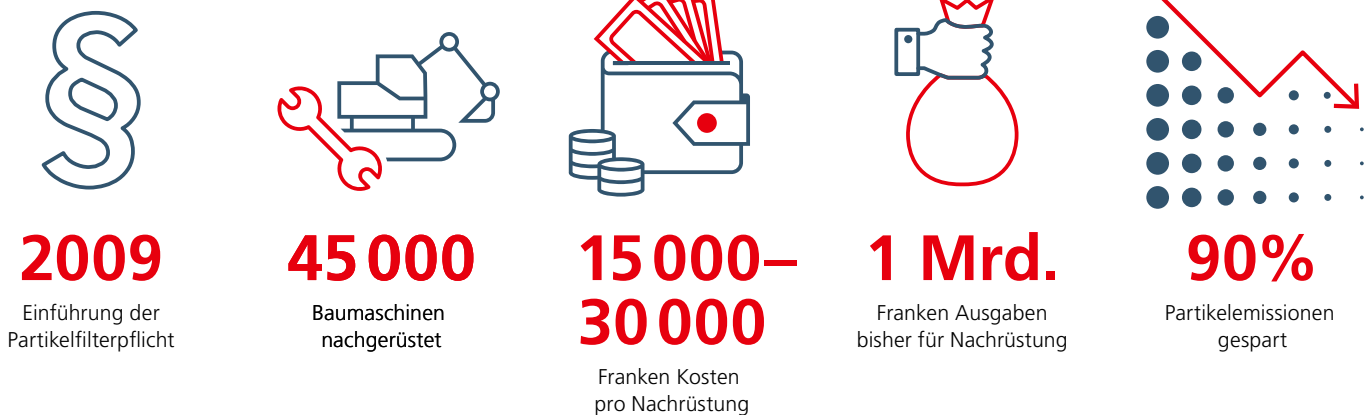 §
2009
Einführung der
Partikelfilterpflicht
45 000
Baumaschinen
nachgerüstet
15 000–
30 000
Franken Kosten
pro Nachrüstung
1 Mrd.
Franken Ausgaben
bisher für Nachrüstung
90%
Partikelemissionen
gespart